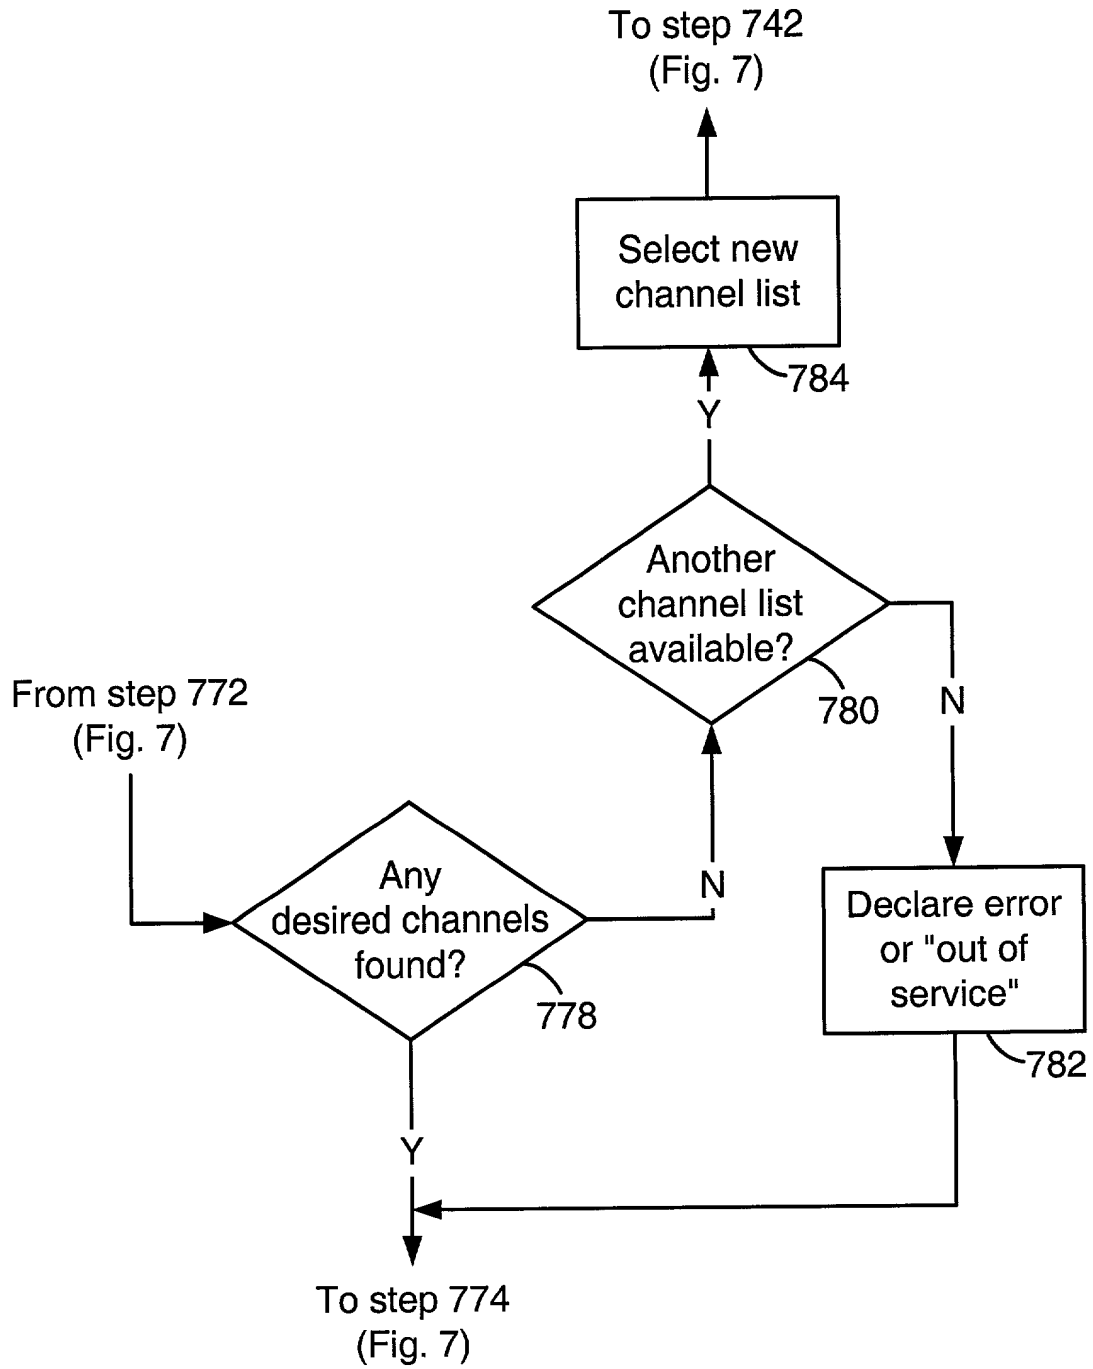 To step 742
(Fig. 7)
Select new
channel list
784
Y
Another
channel list
available?
780
N
From step 772
(Fig. 7)
Any
desired channels
found?
778
N
Declare error
or "out of
service"
782
Y
To step 774
(Fig. 7)